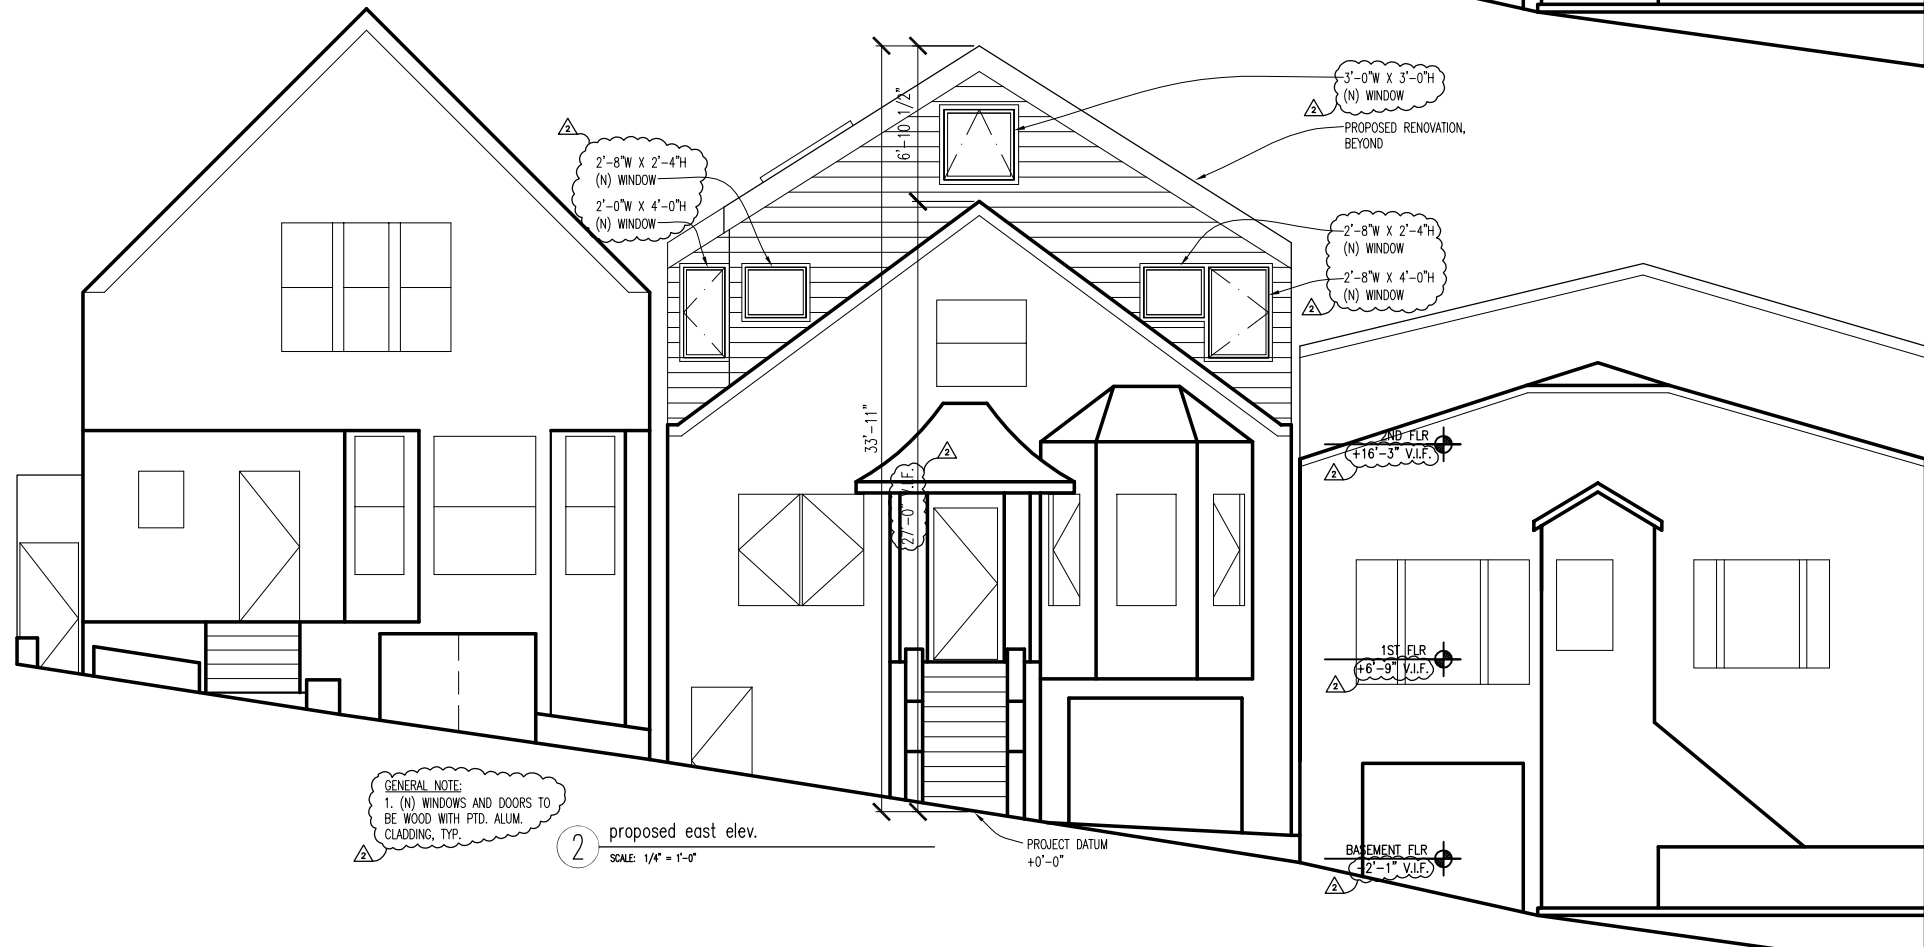 3'-0"W X 3'-0"H
(N) WINDOW
2
PROPOSED RENOVATION,
BEYOND
6'-10 1/2"
2
2'-8"W X 2'-4"H
(N) WINDOW
2'-0"W X 4'-0"H
(N) WINDOW
2'-8"W X 2'-4"H
(N) WINDOW
2'-8"W X 4'-0"H
(N) WINDOW
2
33'-11"
27'-0" V.I.F.
2
2ND FLR
+16'-3" V.I.F.
2
1ST FLR
+6'-9" V.I.F.
2
GENERAL NOTE:
1. (N) WINDOWS AND DOORS TO
BE WOOD WITH PTD. ALUM.
CLADDING, TYP.
2
2
proposed east elev.
SCALE: 1/4" = 1'-0"
PROJECT DATUM
+0'-0"
BASEMENT FLR
-2'-1" V.I.F.
2